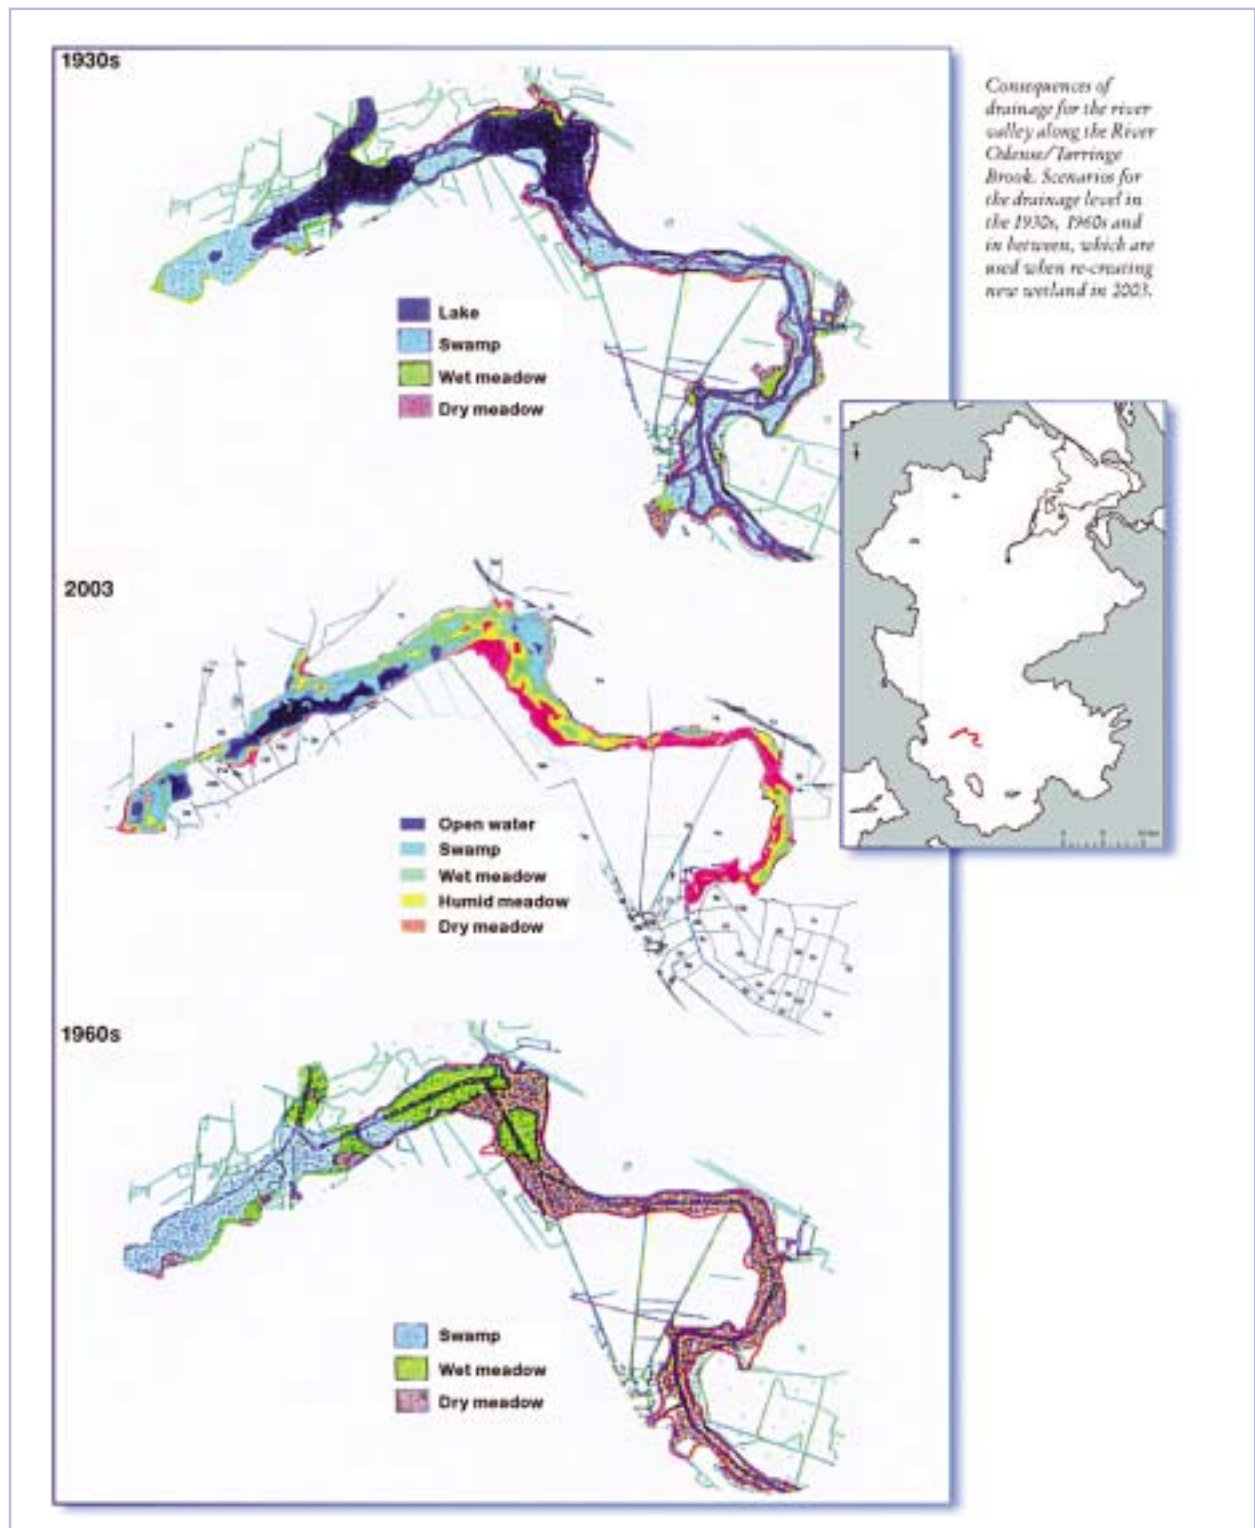 1930s
Consequences of
drainage for the river
valley along the River
Odense/Tarringe
Brook. Scenarios for
the drainage level in
the 1930s, 1960s and
in between, which are
used when re-creating
new wetland in 2003.
Lake
Swamp
Wet meadow
Dry meadow
2003
Open water
Swamp
Wet meadow
Humid meadow
Dry meadow
1960s
Swamp
Wet meadow
Dry meadow